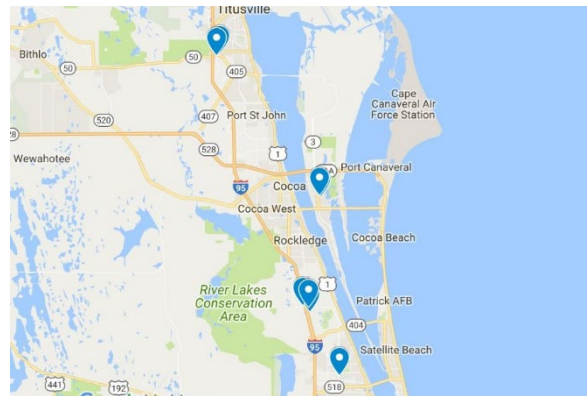 Titusville
Bithlo
50
50
405
Cape
Canaveral Air
Force Station
520
407
Port St John
528
1
3
Wewahotee
Port Canaveral
95
Cocoa
Cocoa West
Rockledge
Cocoa Beach
River Lakes
Conservation
Area
1
Patrick AFB
404
95
Satellite Beach
441
192
518